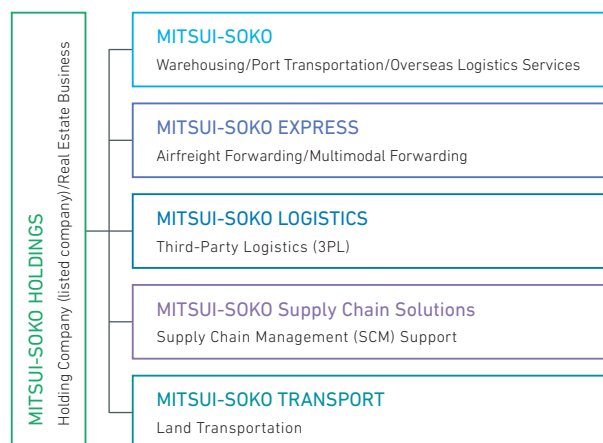 MITSUI-SOKO HOLDINGS
Holding Company (listed company)/Real Estate Business
MITSUI-SOKO
Warehousing/Port Transportation/Overseas Logistics Services
MITSUI-SOKO EXPRESS
Airfreight Forwarding/Multimodal Forwarding
MITSUI-SOKO LOGISTICS
Third-Party Logistics (3PL)
MITSUI-SOKO Supply Chain Solutions
Supply Chain Management (SCM) Support
MITSUI-SOKO TRANSPORT
Land Transportation